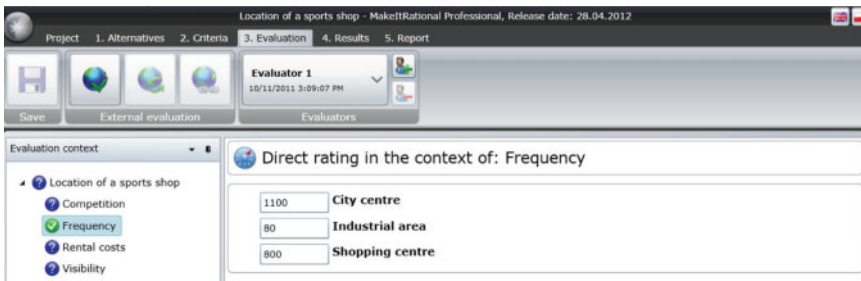 Location of a sports shop - MakeItRational Professional, Release date: 28.04.2012
Project 1. Alternatives 2. Criteria 3. Evaluation 4. Results 5. Report
Evaluator 1
10/11/2011 3:09:07 PM
Save External evaluation Evaluators
Evaluation context
Location of a sports shop
Competition
Frequency
Rental costs
Visibility
Direct rating in the context of: Frequency
1100 City centre
80 Industrial area
800 Shopping centre